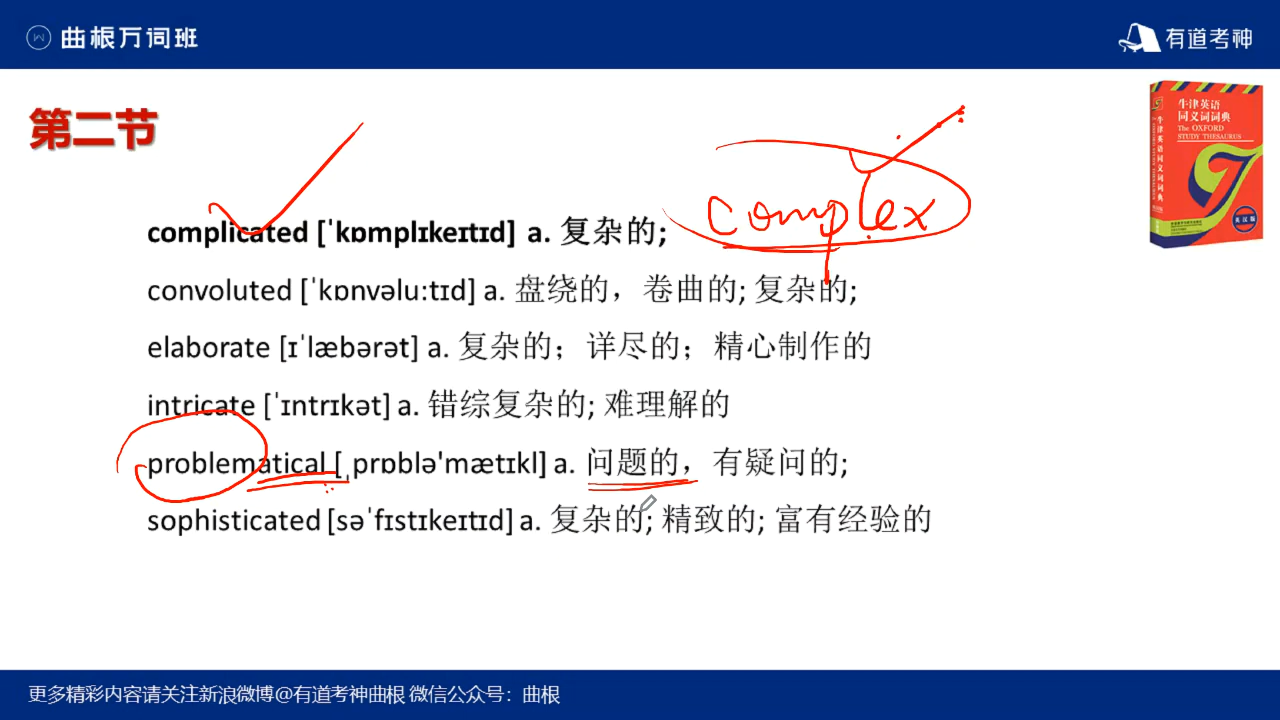 曲根万词班
有道考神
第二节
牛津英语
同义词词典
The OXFORD
STUDY THESAURUS
英汉版
complex
complicated [ˈkɒmplɪkeɪtɪd] a. 复杂的;
convoluted [ˈkɒnvəlu:tɪd] a. 盘绕的，卷曲的; 复杂的;
elaborate [ɪˈlæbərət] a. 复杂的；详尽的；精心制作的
intricate [ˈɪntrɪkət] a. 错综复杂的; 难理解的
problematical [ˌprɒblə'mætɪkl] a. 问题的，有疑问的;
sophisticated [səˈfɪstɪkeɪtɪd] a. 复杂的; 精致的; 富有经验的
更多精彩内容请关注新浪微博@有道考神曲根 微信公众号：曲根